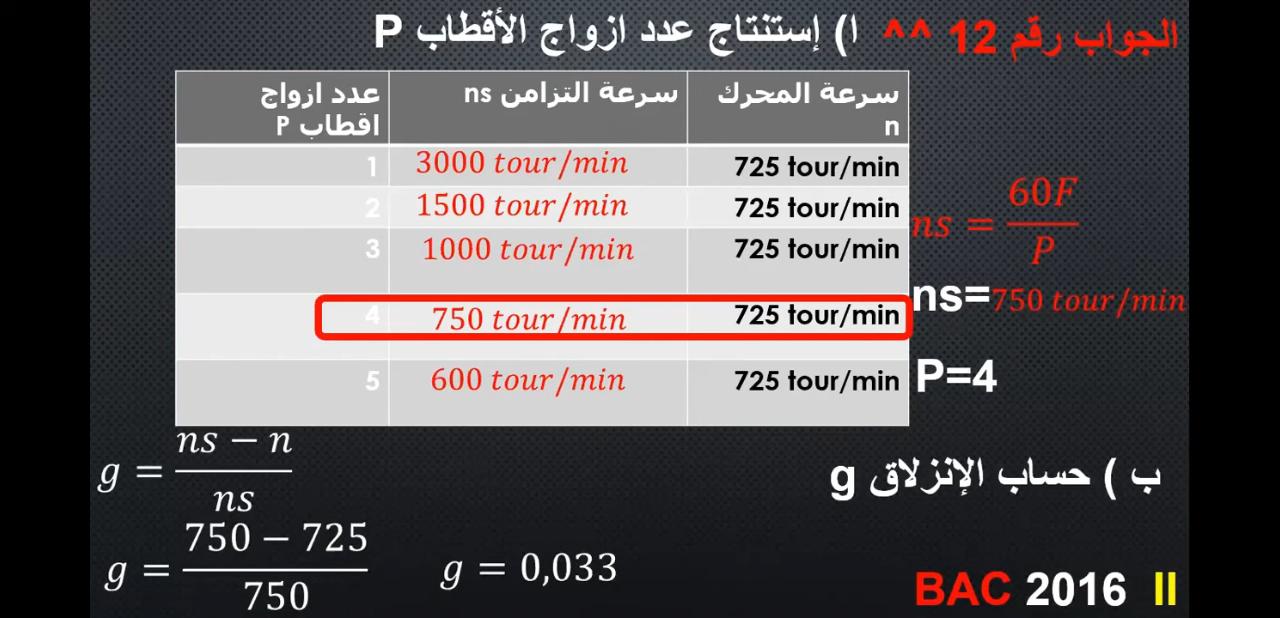 الجواب رقم 12 ^^
ا) إستنتاج عدد ازواج الأقطاب P
سرعة المحرك n | سرعة التزامن ns | عدد ازواج اقطاب P
725 tour/min | 3000 tour/min | 1
725 tour/min | 1500 tour/min | 2
725 tour/min | 1000 tour/min | 3
725 tour/min | 750 tour/min | 4
725 tour/min | 600 tour/min | 5
ns = 60F / P
ns=750 tour/min
P=4
ب ) حساب الإنزلاق g
g = ns − n / ns
g = 750 − 725 / 750
g = 0,033
BAC 2016 II